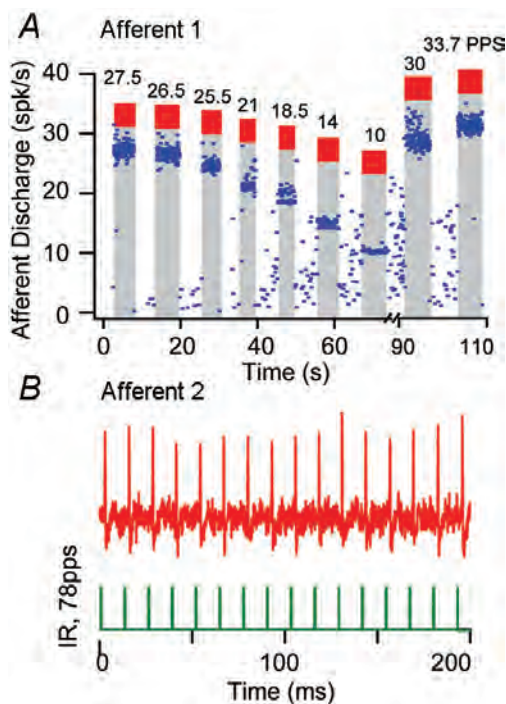 A Afferent 1
33.7 PPS
27.5 26.5 25.5 21 18.5 14 10 30
Afferent Discharge (spk/s)
40
30
20
10
0
0 20 40 60 90 110
Time (s)
B Afferent 2
IR, 78pps
0 100 200
Time (ms)